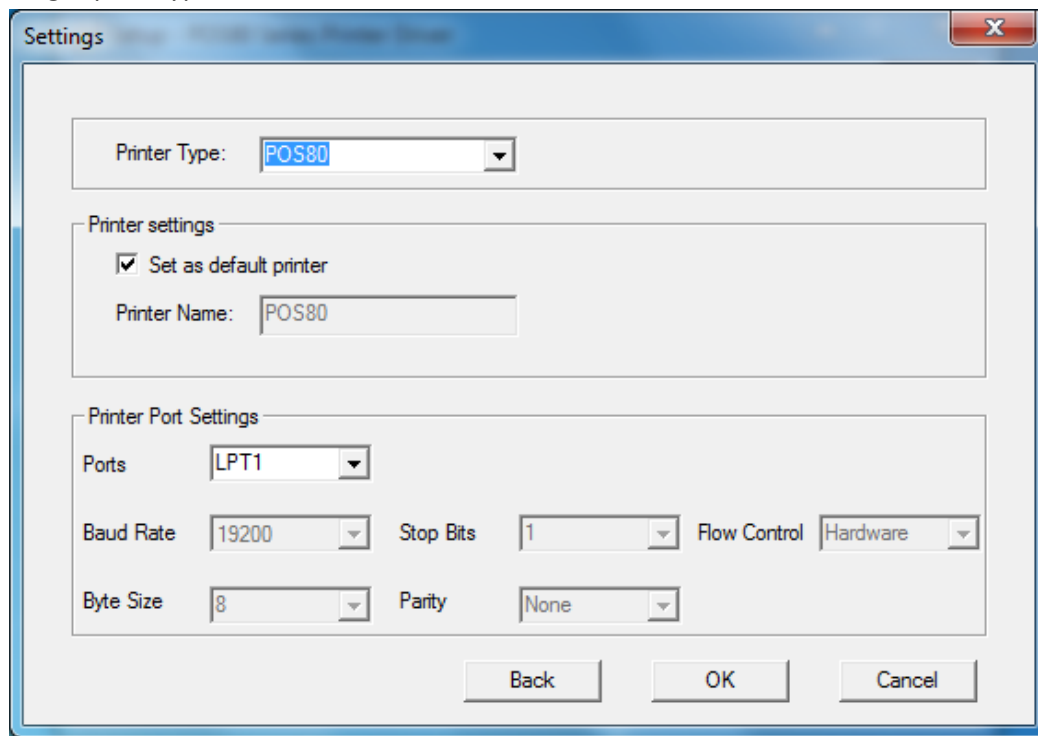 Settings
Printer Type: POS80
Printer settings
Set as default printer
Printer Name: POS80
Printer Port Settings
Ports LPT1
Baud Rate 19200 Stop Bits 1 Flow Control Hardware
Byte Size 8 Parity None
Back OK Cancel